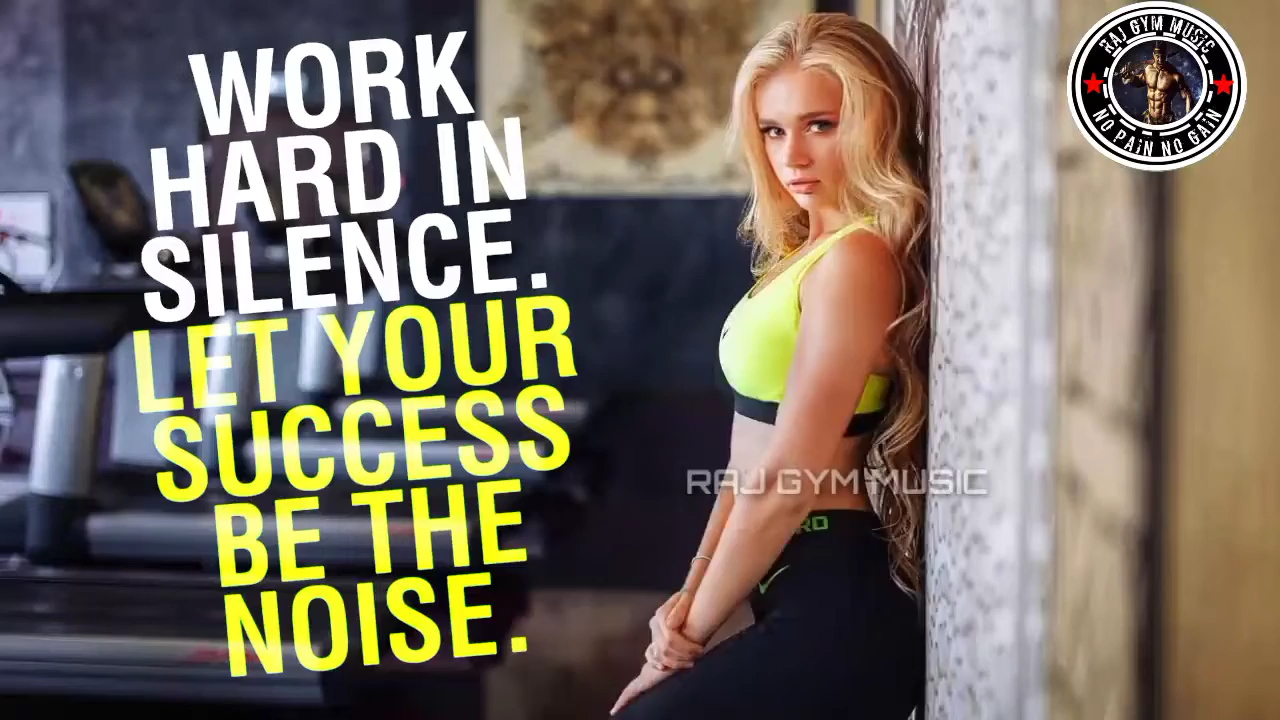 WORK
HARD IN
SILENCE.
LET YOUR
SUCCESS
BE THE
NOISE.
RAJ GYM MUSIC
NO PAiN NO GAiN
RAJ GYM MUSIC
RO